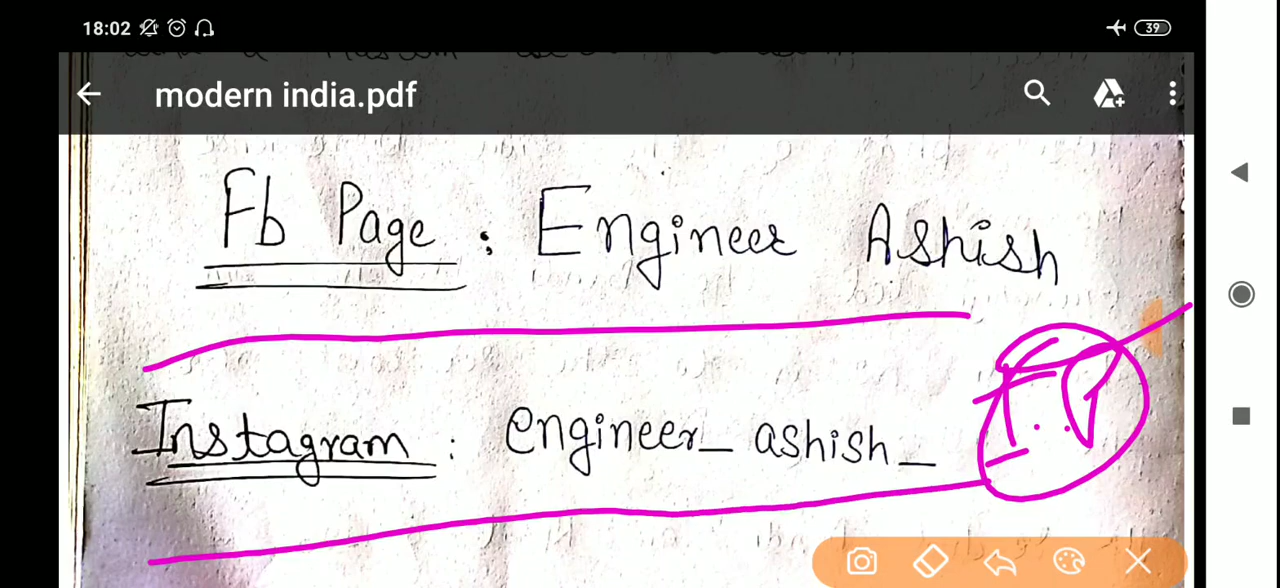 18:02 39
modern india.pdf
Fb Page : Engineer Ashish
Instagram : engineer_ashish_